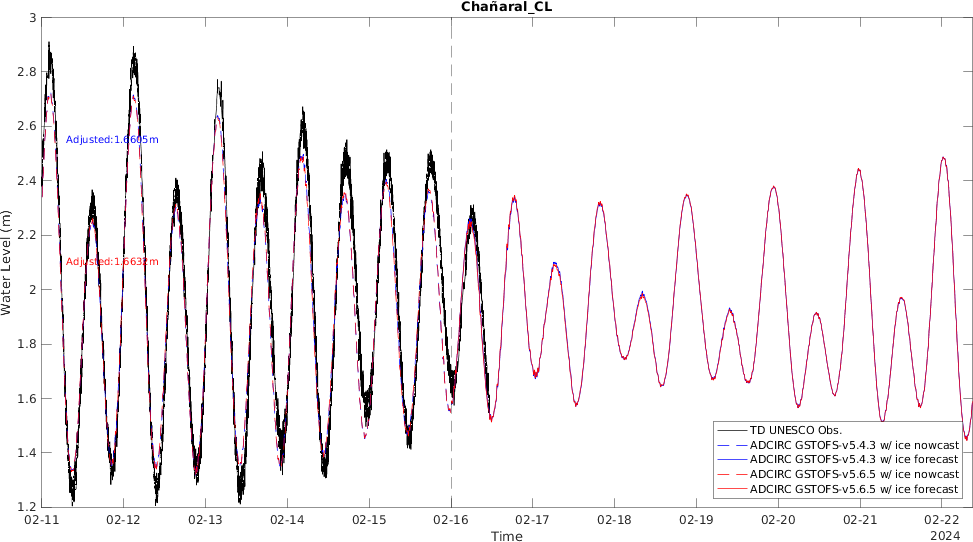 Chañaral_CL
3
2.8
2.6
2.4
2.2
2
1.8
1.6
1.4
1.2
Water Level (m)
Adjusted:1.6605m
Adjusted:1.6632m
TD UNESCO Obs.
ADCIRC GSTOFS-v5.4.3 w/ ice nowcast
ADCIRC GSTOFS-v5.4.3 w/ ice forecast
ADCIRC GSTOFS-v5.6.5 w/ ice nowcast
ADCIRC GSTOFS-v5.6.5 w/ ice forecast
02-11 02-12 02-13 02-14 02-15 02-16 02-17 02-18 02-19 02-20 02-21 02-22
Time
2024